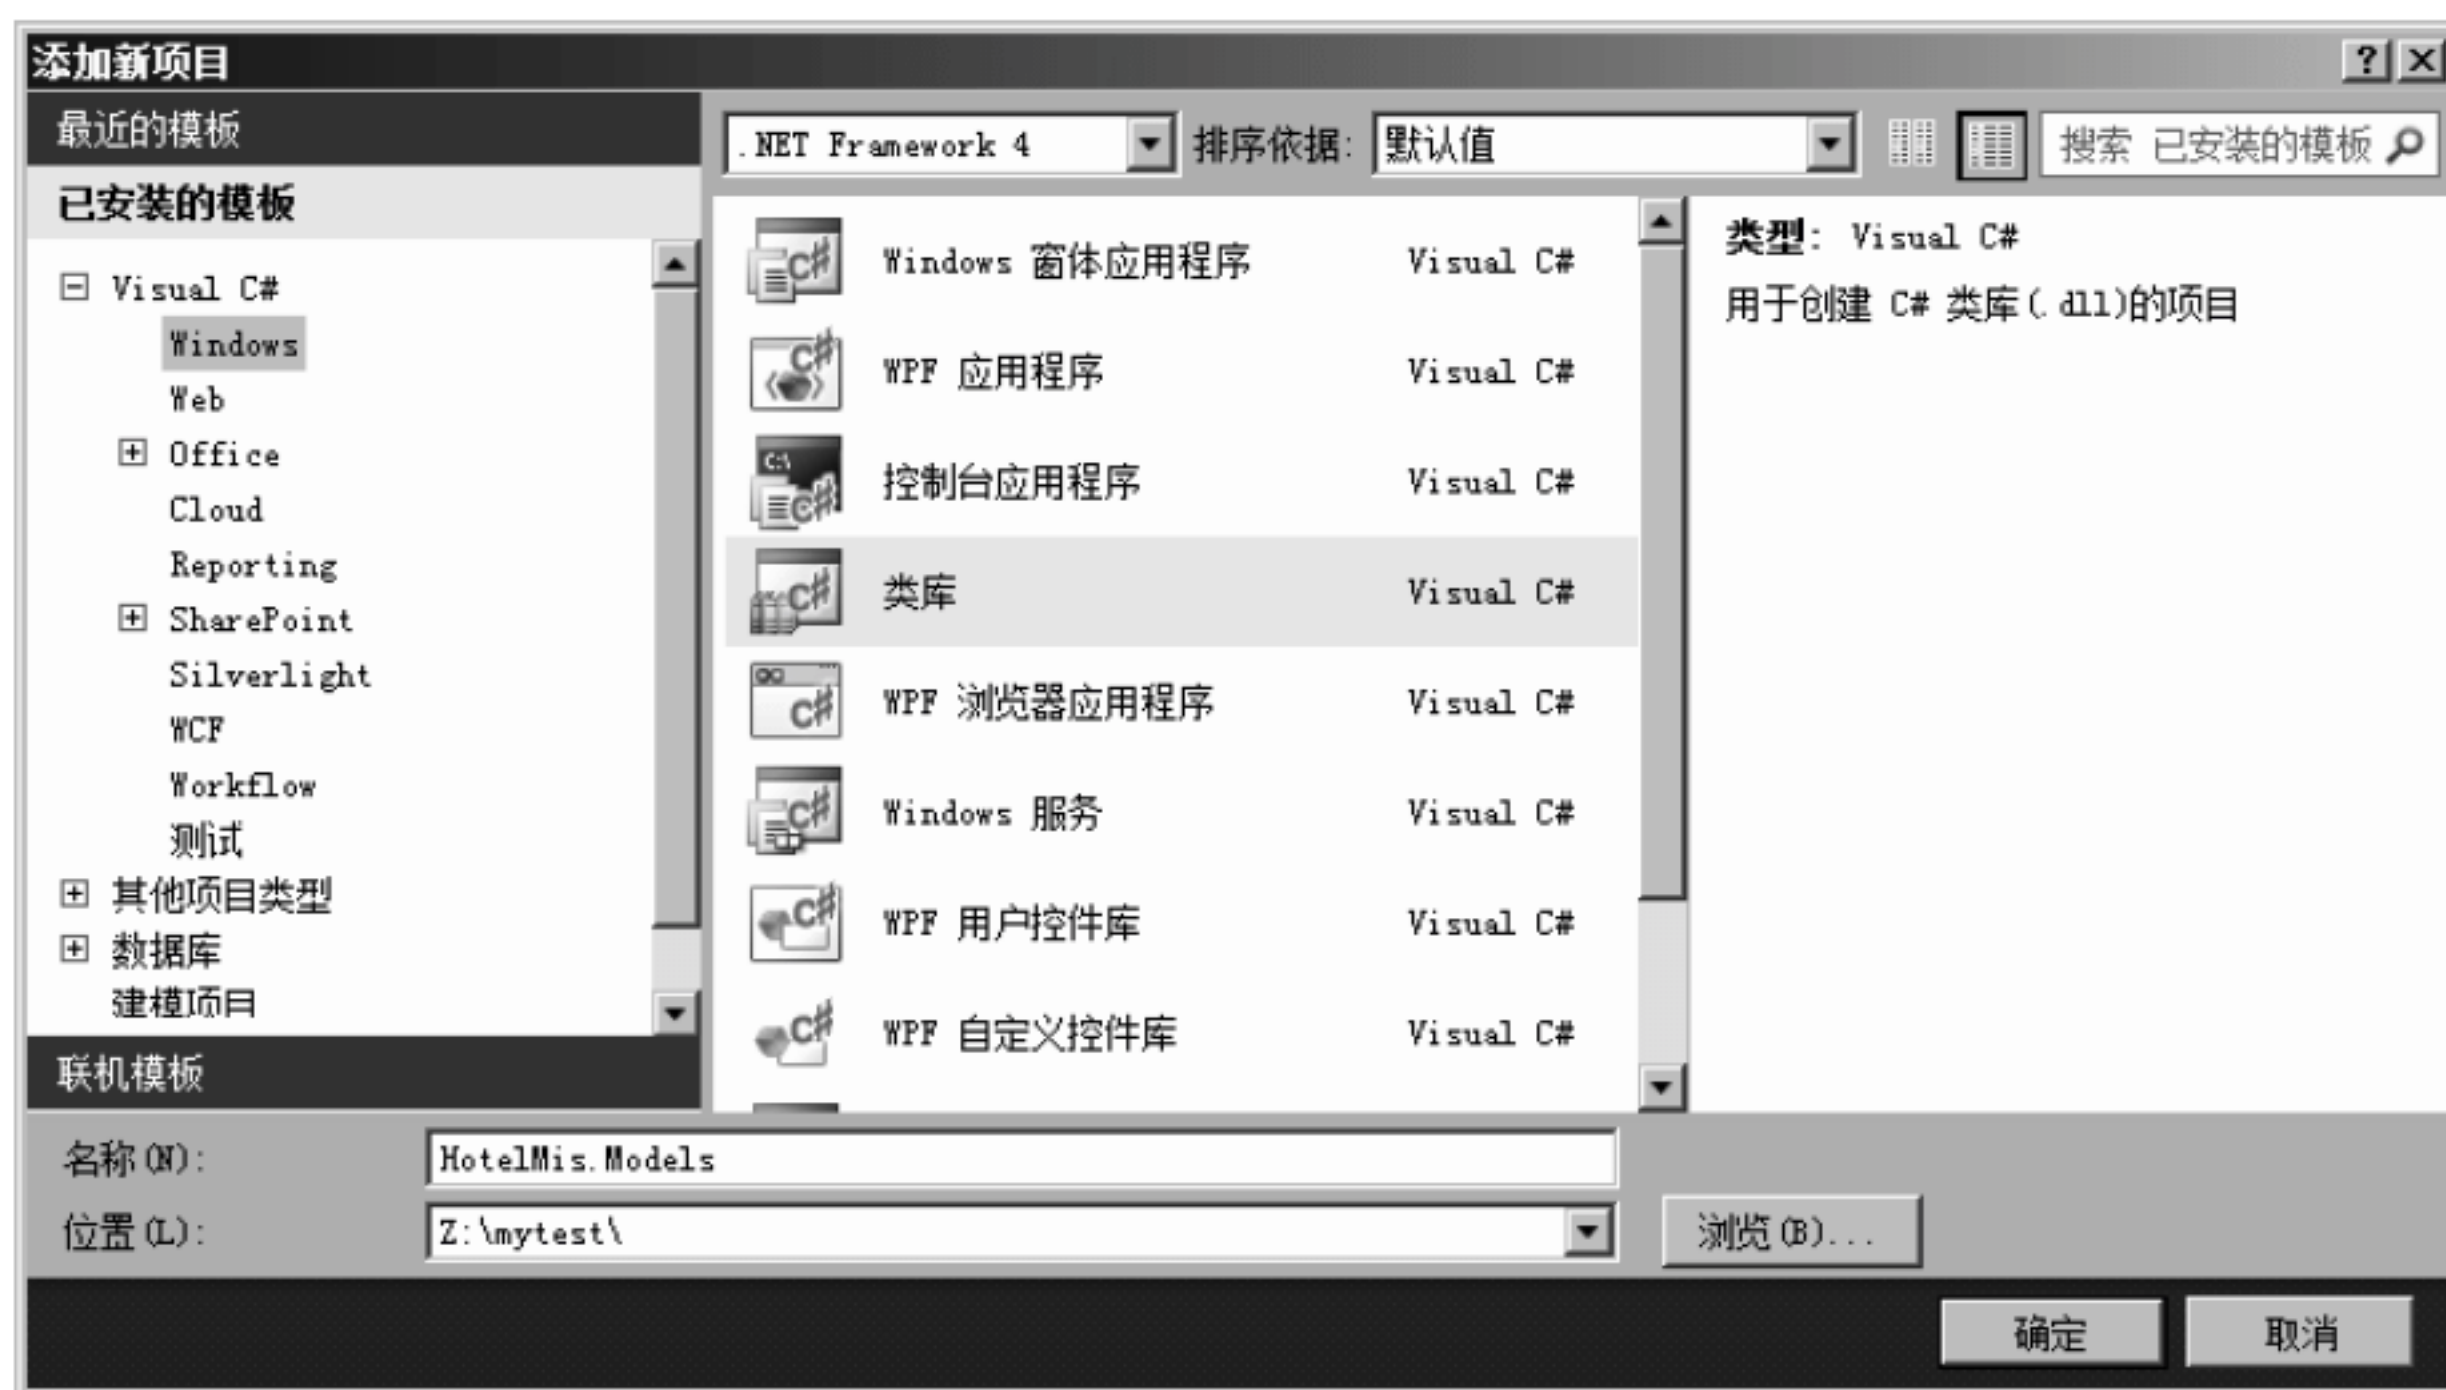 添加新项目
最近的模板
已安装的模板
Visual C#
Windows
Web
Office
Cloud
Reporting
SharePoint
Silverlight
WCF
Workflow
测试
其他项目类型
数据库
建模项目
联机模板
.NET Framework 4 排序依据: 默认值 搜索 已安装的模板
Windows 窗体应用程序 Visual C#
WPF 应用程序 Visual C#
控制台应用程序 Visual C#
类库 Visual C#
WPF 浏览器应用程序 Visual C#
Windows 服务 Visual C#
WPF 用户控件库 Visual C#
WPF 自定义控件库 Visual C#
类型: Visual C#
用于创建 C# 类库(.dll)的项目
名称(N): HotelMis.Models
位置(L): Z:\mytest\ 浏览(B)...
确定 取消